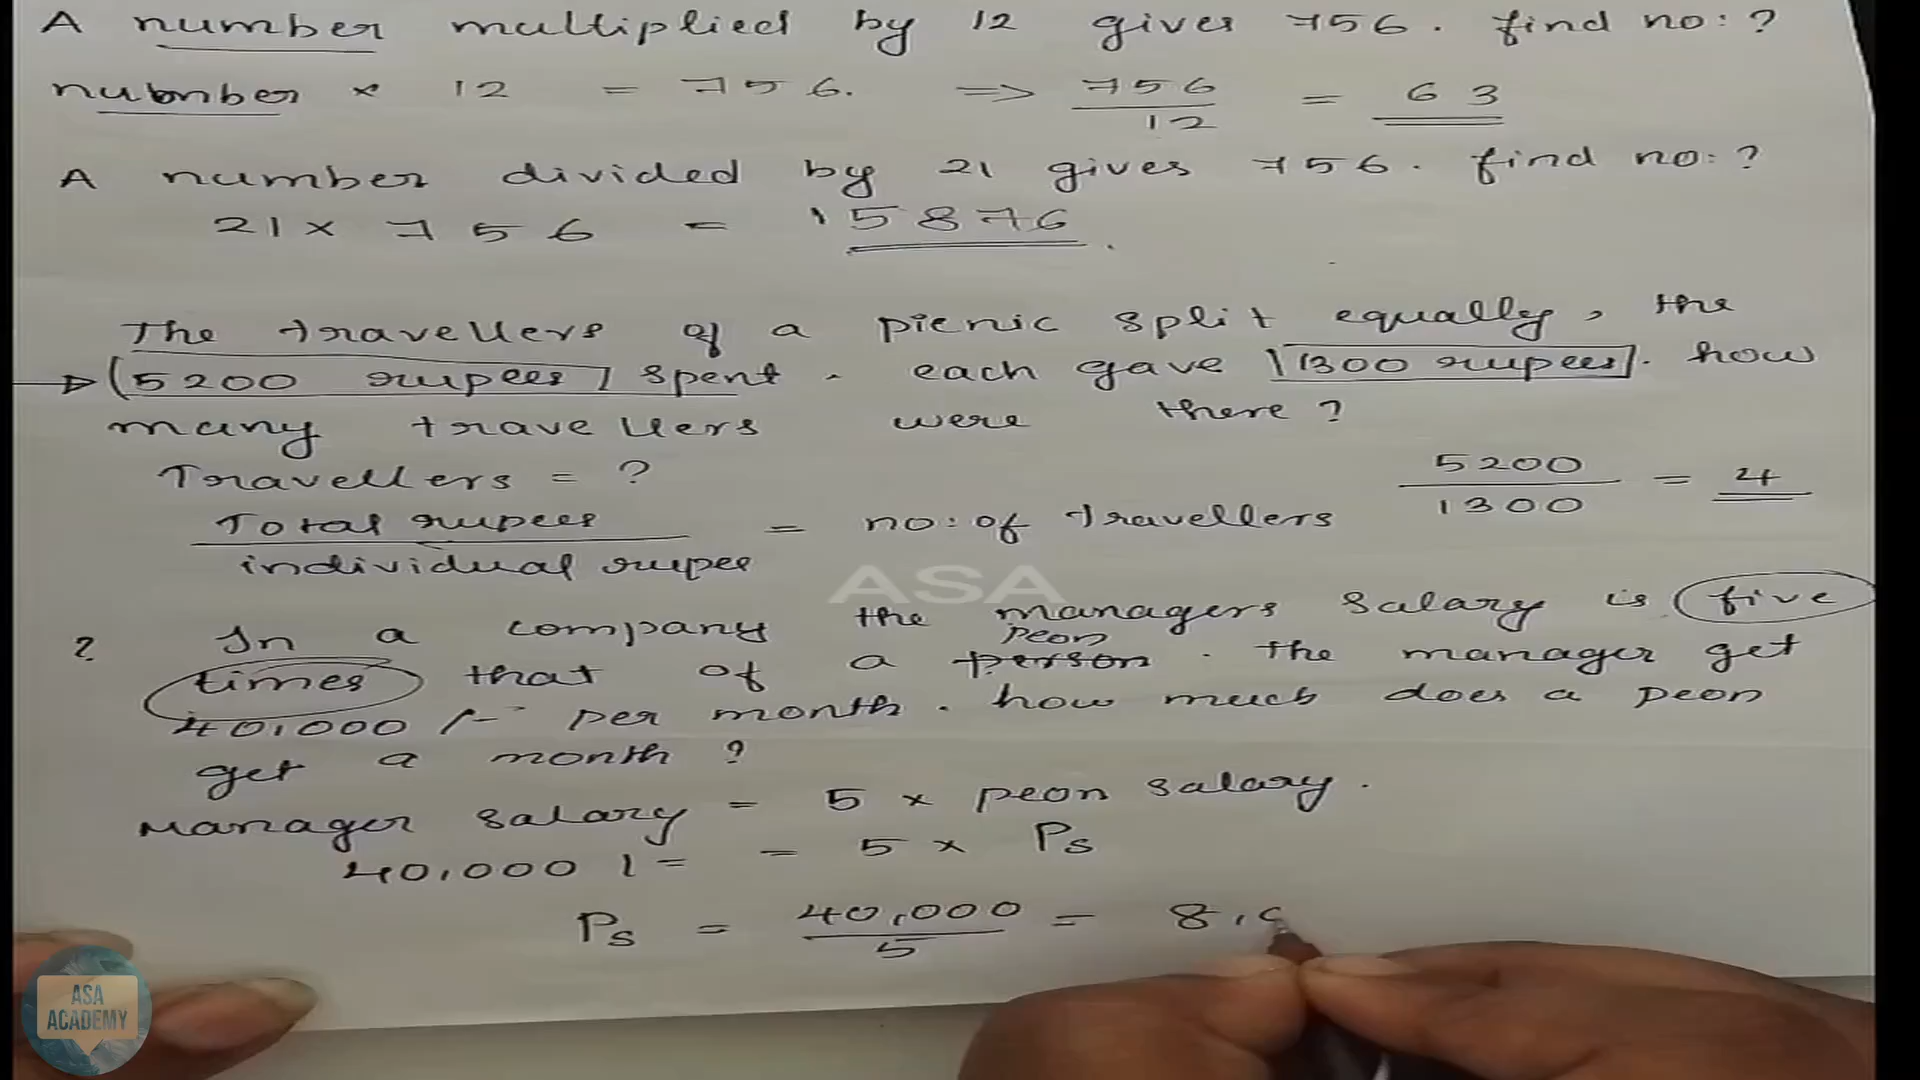 A number multiplied by 12 gives 756. find no: ?
number × 12 = 756. => 756/12 = 63
A number divided by 21 gives 756. find no: ?
21 × 756 = 15876.
The travellers of a picnic split equally, the
(5200 rupees) spent. each gave 1300 rupees. how
many travellers were there?
Travellers = ?
Total rupees/individual rupee = no: of travellers 5200/1300 = 4
ASA
? In a company the managers salary is five
times that of a person peon. The manager get
40,000/- per month. how much does a peon
get a month?
Manager salary = 5 × peon salary.
40,000/= = 5 × Ps
Ps = 40,000/5 = 8,0
ASA
ACADEMY